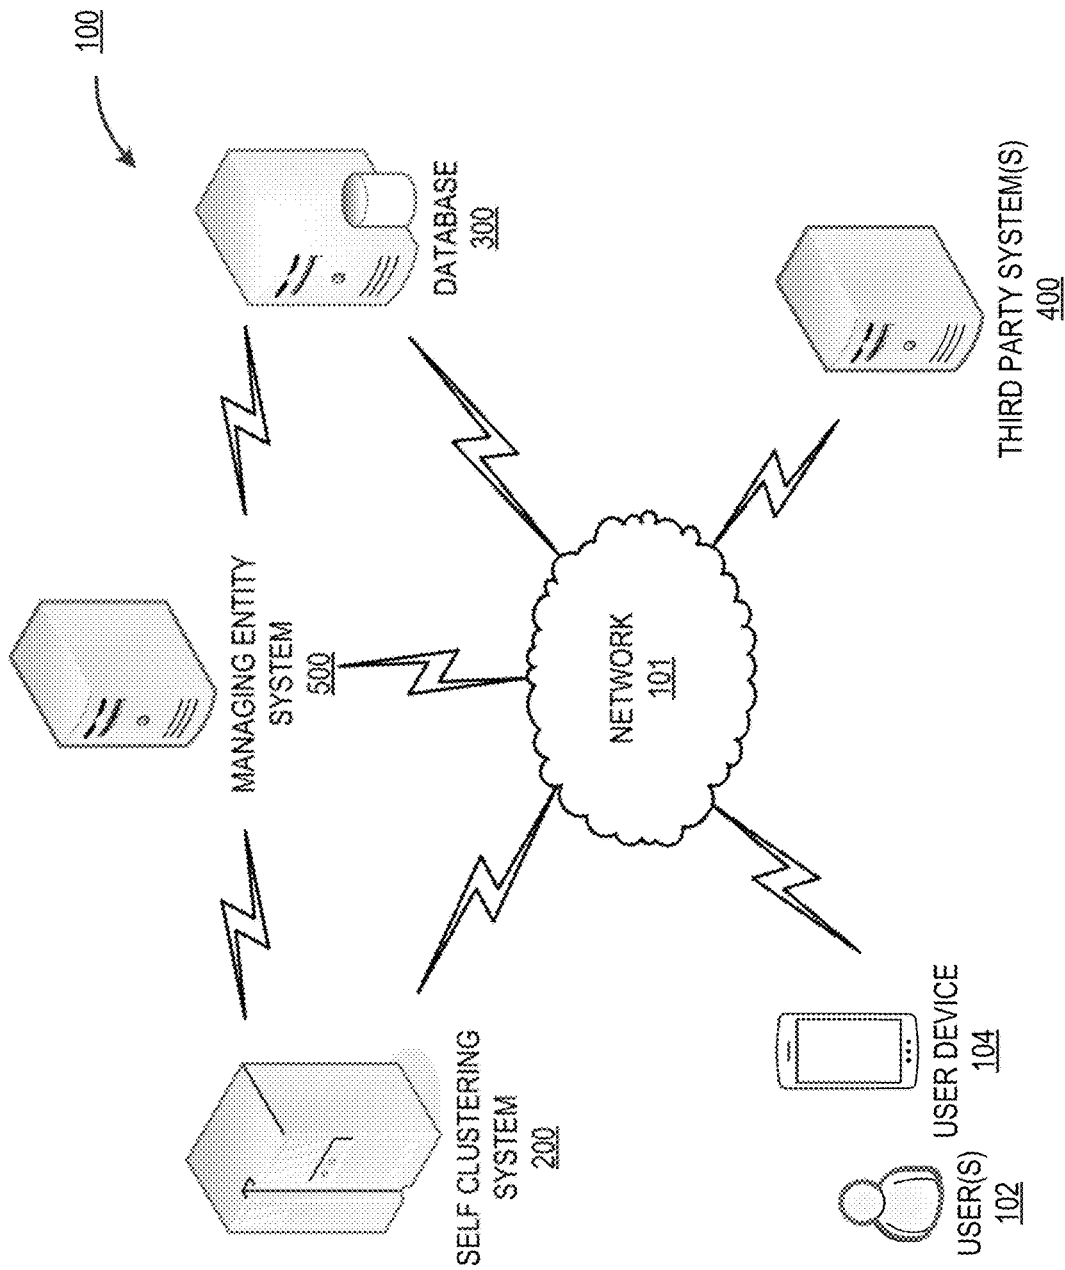 100
MANAGING ENTITY
SYSTEM
500
DATABASE
300
SELF CLUSTERING
SYSTEM
200
NETWORK
101
THIRD PARTY SYSTEM(S)
400
USER DEVICE
104
USER(S)
102